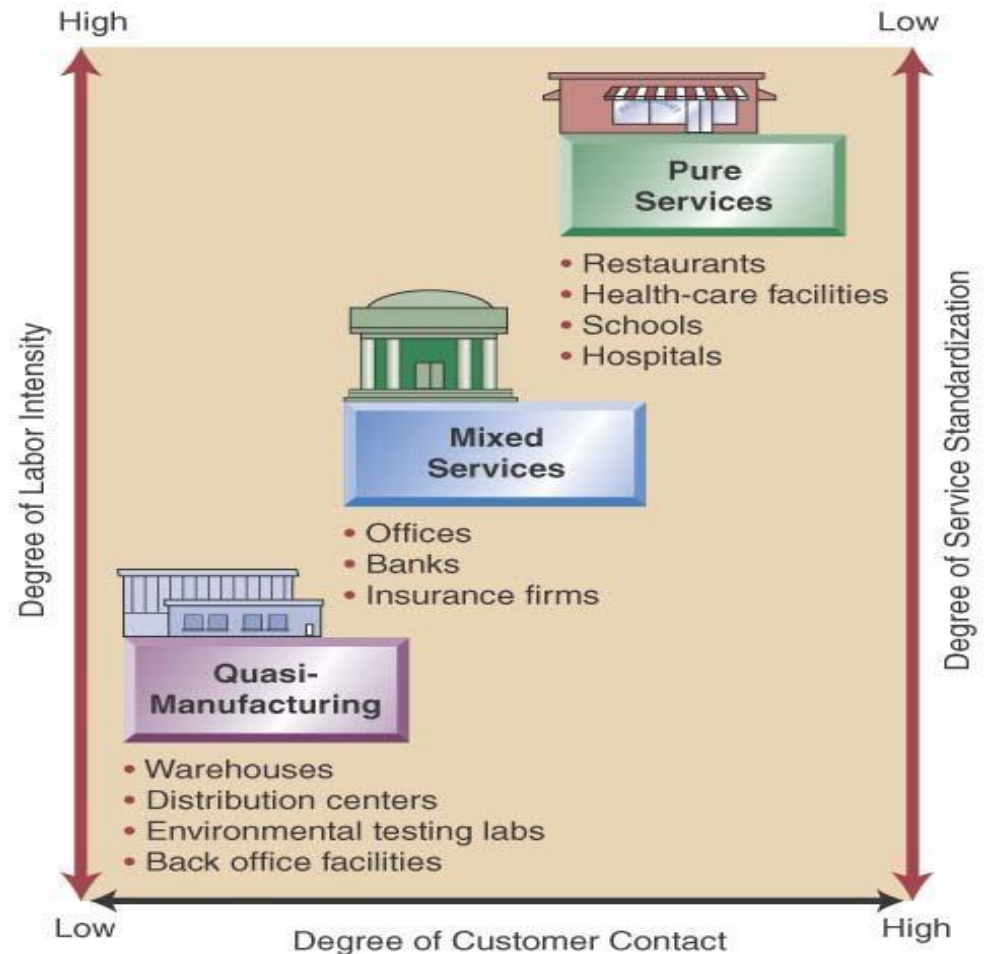 High
Low
Pure
Services
• Restaurants
• Health-care facilities
• Schools
• Hospitals
Degree of Labor Intensity
Degree of Service Standardization
Mixed
Services
• Offices
• Banks
• Insurance firms
Quasi-
Manufacturing
• Warehouses
• Distribution centers
• Environmental testing labs
• Back office facilities
Low
High
Degree of Customer Contact